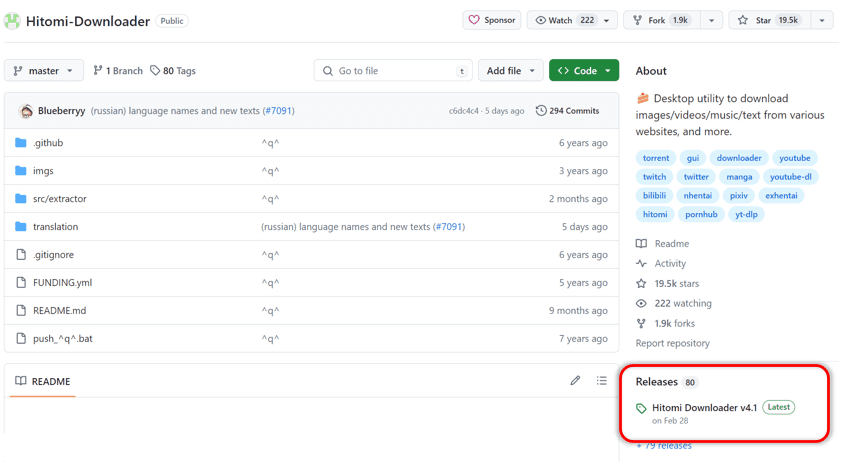 Hitomi-Downloader Public
Sponsor Watch 222 Fork 1.9k Star 19.5k
master 1 Branch 80 Tags Go to file t Add file Code
Blueberryy (russian) language names and new texts (#7091) c6dc4c4 · 5 days ago 294 Commits
.github ^q^ 6 years ago
imgs ^q^ 3 years ago
src/extractor ^q^ 2 months ago
translation (russian) language names and new texts (#7091) 5 days ago
.gitignore ^q^ 6 years ago
FUNDING.yml ^q^ 5 years ago
README.md ^q^ 9 months ago
push_^q^.bat ^q^ 7 years ago
README
About
Desktop utility to download
images/videos/music/text from various
websites, and more.
torrent gui downloader youtube
twitch twitter manga youtube-dl
bilibili nhentai pixiv exhentai
hitomi pornhub yt-dlp
Readme
Activity
19.5k stars
222 watching
1.9k forks
Report repository
Releases 80
Hitomi Downloader v4.1 Latest
on Feb 28
+ 79 releases